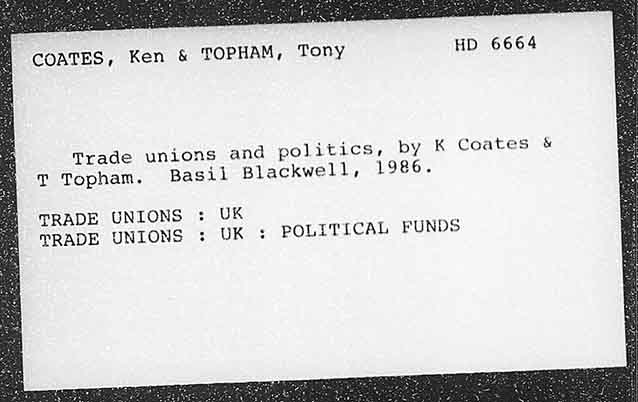 COATES, Ken & TOPHAM, Tony HD 6664
Trade unions and politics, by K Coates &
T Topham. Basil Blackwell, 1986.
TRADE UNIONS : UK
TRADE UNIONS : UK : POLITICAL FUNDS